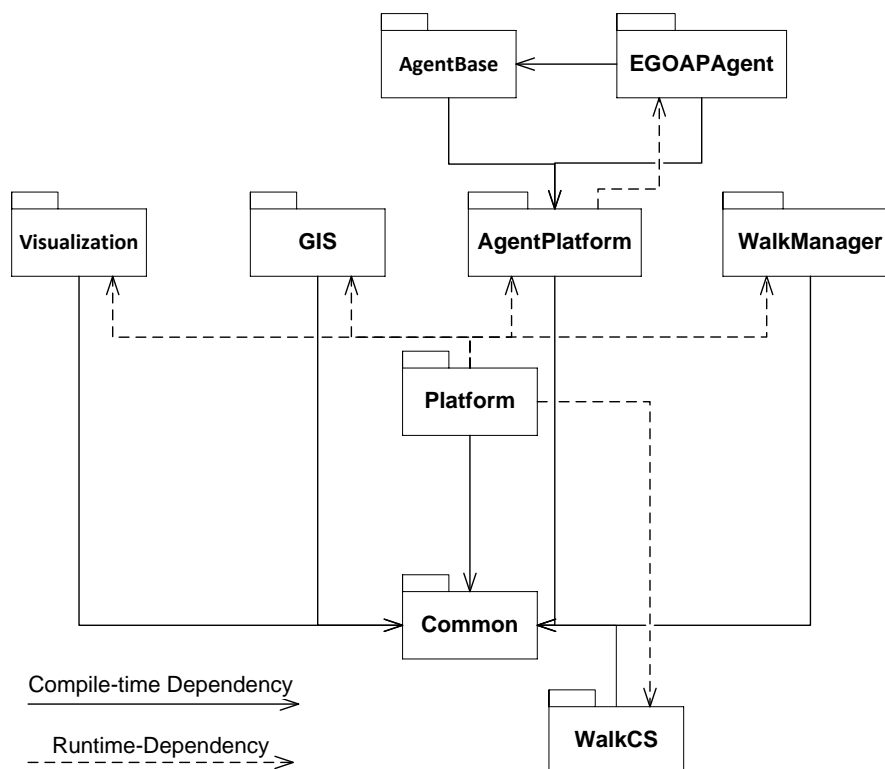 AgentBase
EGOAPAgent
Visualization
GIS
AgentPlatform
WalkManager
Platform
Common
Compile-time Dependency
Runtime-Dependency
WalkCS